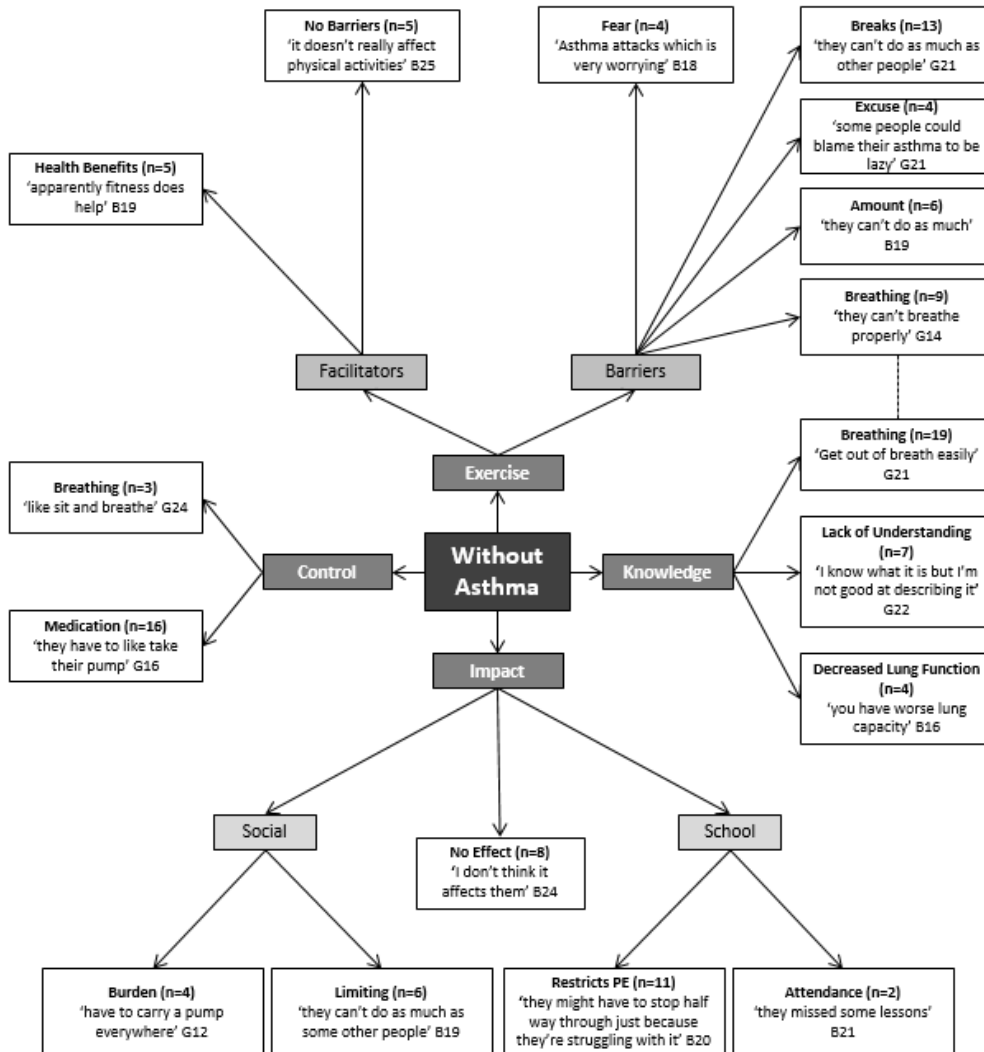 No Barriers (n=5)
‘it doesn’t really affect
physical activities’ B25
Fear (n=4)
‘Asthma attacks which is
very worrying’ B18
Breaks (n=13)
‘they can’t do as much as
other people’ G21
Excuse (n=4)
‘some people could
blame their asthma to be
lazy’ G21
Health Benefits (n=5)
‘apparently fitness does
help’ B19
Amount (n=6)
‘they can’t do as much’
B19
Breathing (n=9)
‘they can’t breathe
properly’ G14
Facilitators
Barriers
Exercise
Breathing (n=19)
‘Get out of breath easily’
G21
Breathing (n=3)
‘like sit and breathe’ G24
Control
Without
Asthma
Knowledge
Lack of Understanding
(n=7)
‘I know what it is but I’m
not good at describing it’
G22
Medication (n=16)
‘they have to like take
their pump’ G16
Impact
Decreased Lung Function
(n=4)
‘you have worse lung
capacity’ B16
Social
School
No Effect (n=8)
‘I don’t think it
affects them’ B24
Burden (n=4)
‘have to carry a pump
everywhere’ G12
Limiting (n=6)
‘they can’t do as much as
some other people’ B19
Restricts PE (n=11)
‘they might have to stop half
way through just because
they’re struggling with it’ B20
Attendance (n=2)
‘they missed some lessons’
B21